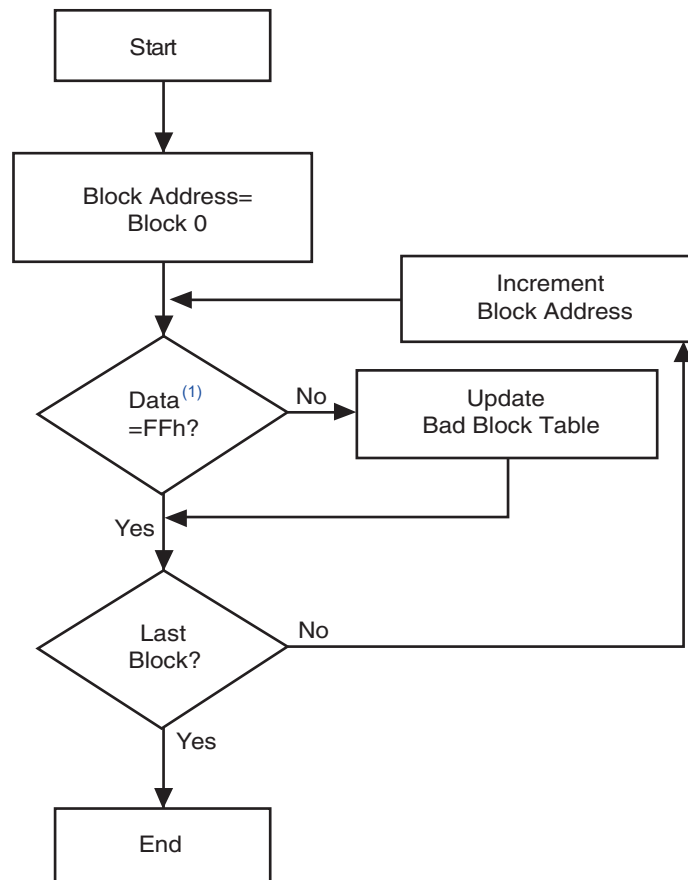 Start
Block Address=
Block 0
Increment
Block Address
Data(1)
=FFh?
No
Update
Bad Block Table
Yes
Last
Block?
No
Yes
End